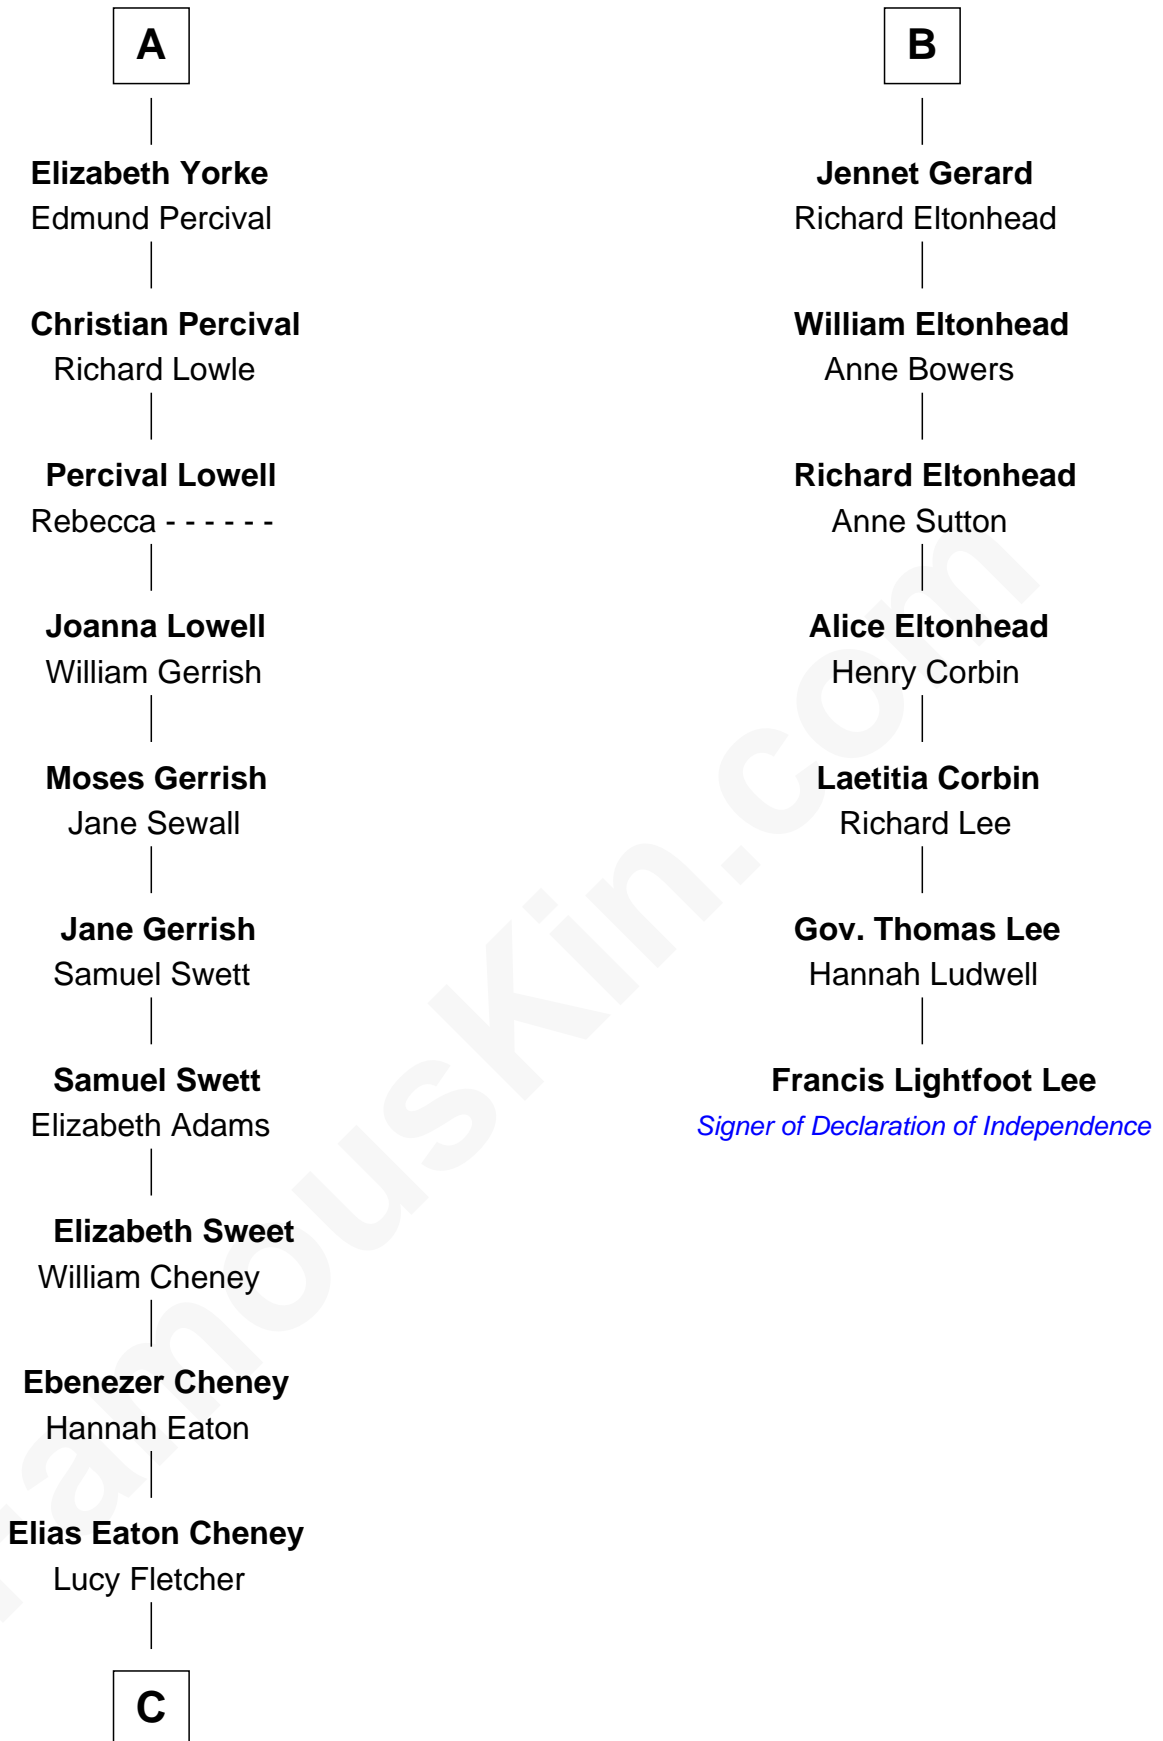 A
Elizabeth Yorke
Edmund Percival
Christian Percival
Richard Lowle
Percival Lowell
Rebecca - - - - - -
Joanna Lowell
William Gerrish
Moses Gerrish
Jane Sewall
Jane Gerrish
Samuel Swett
Samuel Swett
Elizabeth Adams
Elizabeth Sweet
William Cheney
Ebenezer Cheney
Hannah Eaton
Elias Eaton Cheney
Lucy Fletcher
C
B
Jennet Gerard
Richard Eltonhead
William Eltonhead
Anne Bowers
Richard Eltonhead
Anne Sutton
Alice Eltonhead
Henry Corbin
Laetitia Corbin
Richard Lee
Gov. Thomas Lee
Hannah Ludwell
Francis Lightfoot Lee
Signer of Declaration of Independence
FamousKin.com